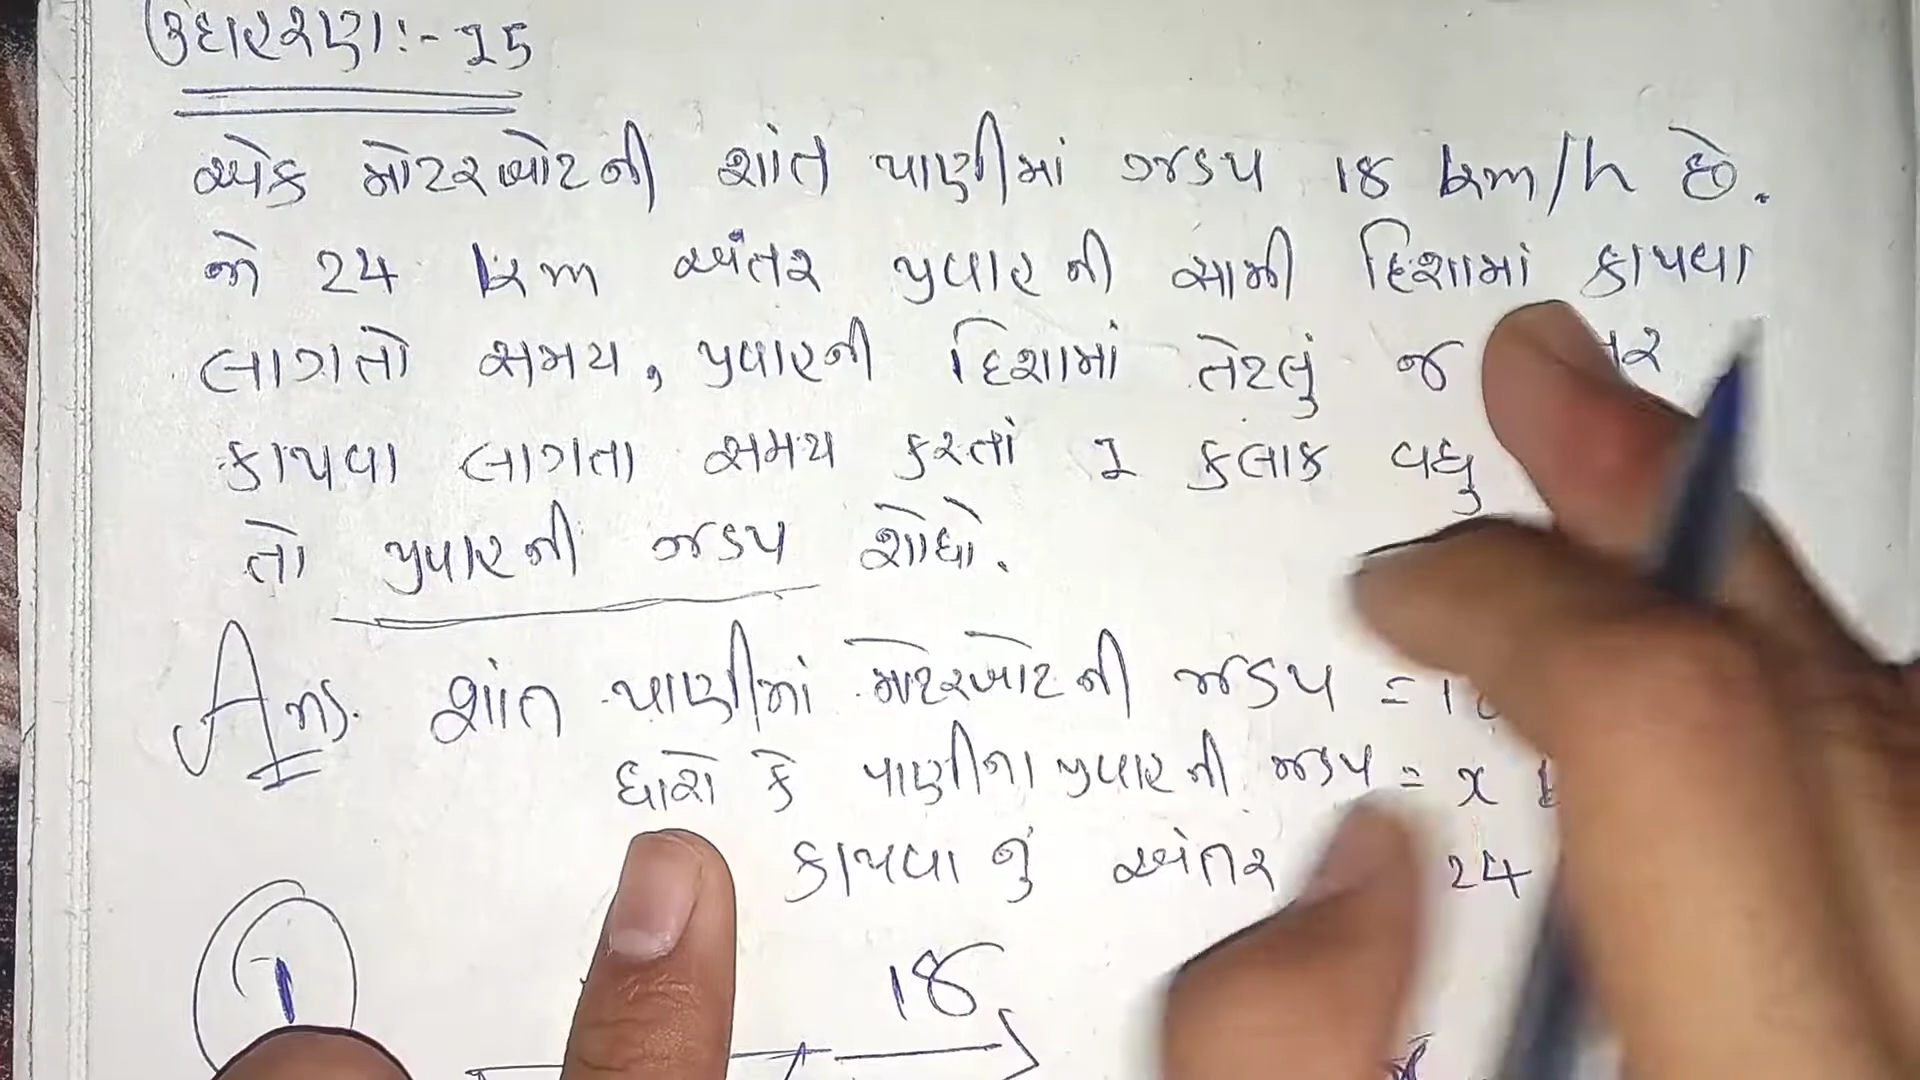 ઉદાહરણ:- 15
એક મોટરબોટની શાંત પાણીમાં ઝડપ 18 km/h છે.
જો 24 km અંતર પ્રવાહની સામી દિશામાં કાપવા
લાગતો સમય, પ્રવાહની દિશામાં તેટલું જ
કાપવા લાગતા સમય કરતાં 1 કલાક વધુ
તો પ્રવાહની ઝડપ શોધો.
Ans. શાંત પાણીમાં મોટરબોટની ઝડપ =
ધારો કે પાણીના પ્રવાહની ઝડપ = x
કાપવાનું અંતર 24
1
18